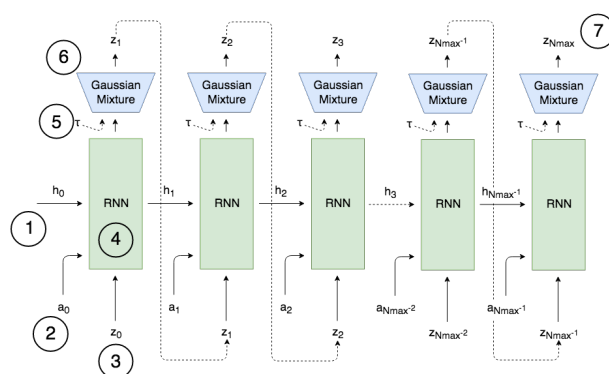 z0 z1 z2 z3 zNmax-1 zNmax 7
6
Gaussian Mixture Gaussian Mixture Gaussian Mixture Gaussian Mixture Gaussian Mixture
5 τ τ τ τ τ
h0 RNN h1 RNN h2 RNN h3 RNN hNmax-1 RNN
1
4
a0 a1 a2 aNmax-2 aNmax-1
2
z0 z1 z2 zNmax-2 zNmax-1
3